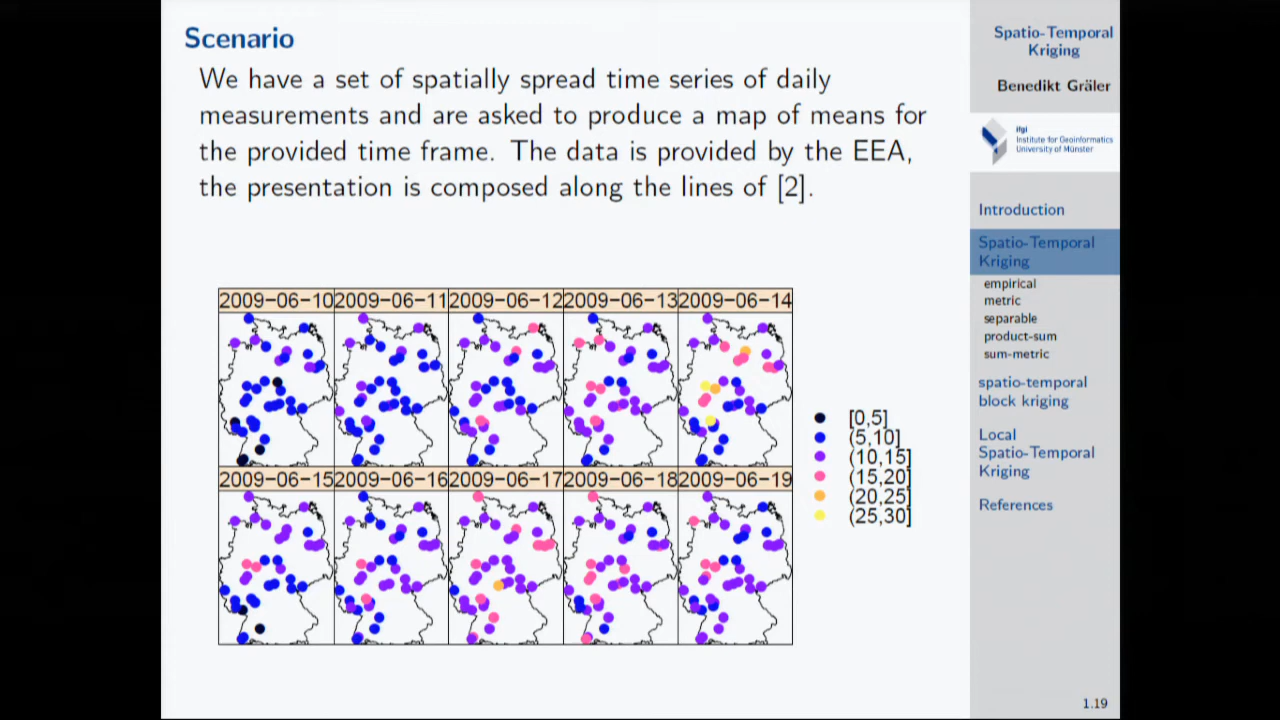 Scenario
We have a set of spatially spread time series of daily
measurements and are asked to produce a map of means for
the provided time frame. The data is provided by the EEA,
the presentation is composed along the lines of [2].
2009-06-10 2009-06-11 2009-06-12 2009-06-13 2009-06-14
2009-06-15 2009-06-16 2009-06-17 2009-06-18 2009-06-19
[0,5]
(5,10]
(10,15]
(15,20]
(20,25]
(25,30]
Spatio-Temporal
Kriging
Benedikt Gräler
ifgi
Institute for Geoinformatics
University of Münster
Introduction
Spatio-Temporal
Kriging
empirical
metric
separable
product-sum
sum-metric
spatio-temporal
block kriging
Local
Spatio-Temporal
Kriging
References
1.19